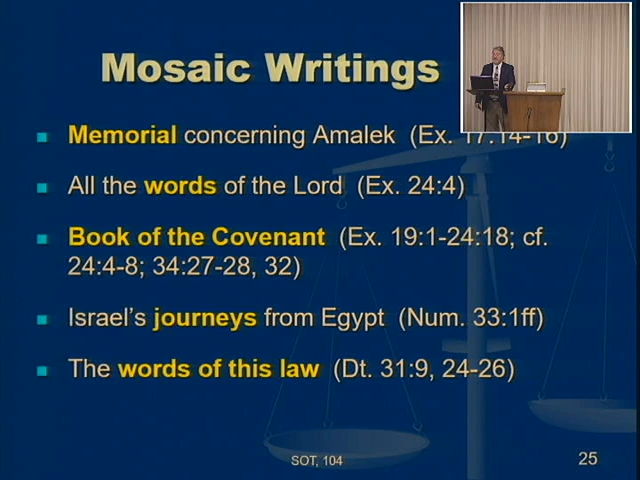 Mosaic Writings
Memorial concerning Amalek (Ex. 17:14-16)
All the words of the Lord (Ex. 24:4)
Book of the Covenant (Ex. 19:1-24:18; cf.
24:4-8; 34:27-28, 32)
Israel's journeys from Egypt (Num. 33:1ff)
The words of this law (Dt. 31:9, 24-26)
SOT, 104
25